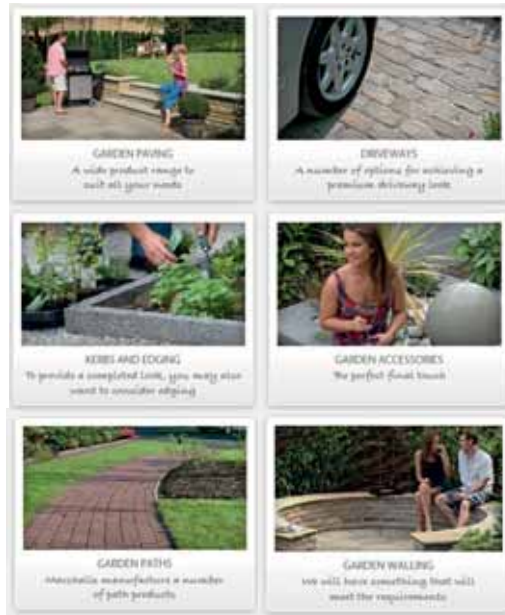 GARDEN PAVING
A wide product range to
suit all your needs
DRIVEWAYS
A number of options for achieving a
premium driveway look
KERBS AND EDGING
To provide a completed look, you may also
want to consider edging
GARDEN ACCESSORIES
The perfect final touch
GARDEN PATHS
Marshalls manufacture a number
of path products
GARDEN WALLING
We will have something that will
meet the requirements